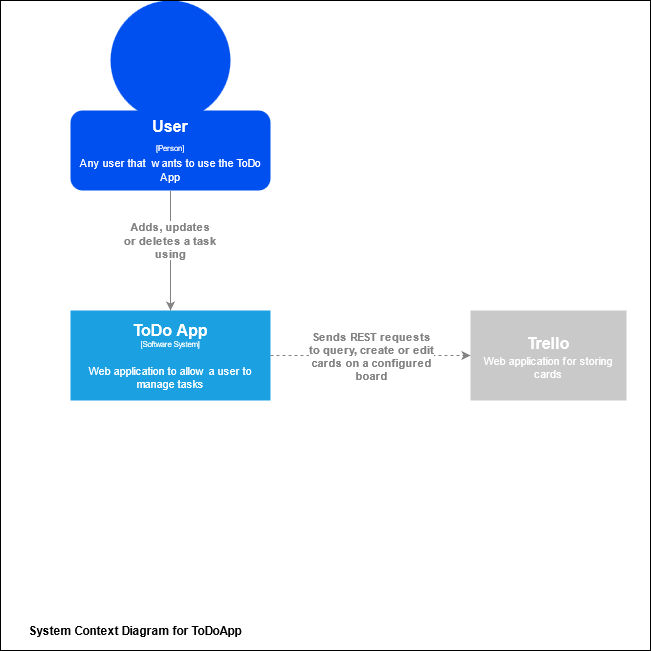 User
[Person]
Any user that wants to use the ToDo
App
Adds, updates
or deletes a task
using
ToDo App
[Software System]
Web application to allow a user to
manage tasks
Sends REST requests
to query, create or edit
cards on a configured
board
Trello
Web application for storing
cards
System Context Diagram for ToDoApp